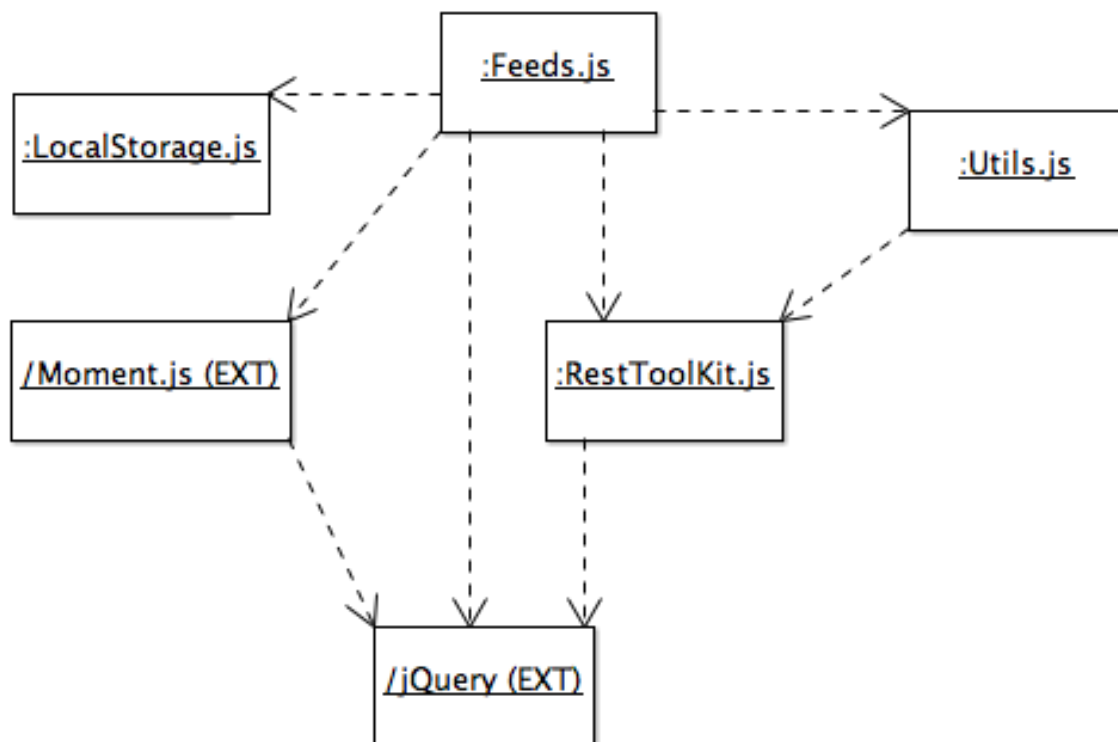 :Feeds.js
:LocalStorage.js
:Utils.js
/Moment.js (EXT)
:RestToolKit.js
/jQuery (EXT)